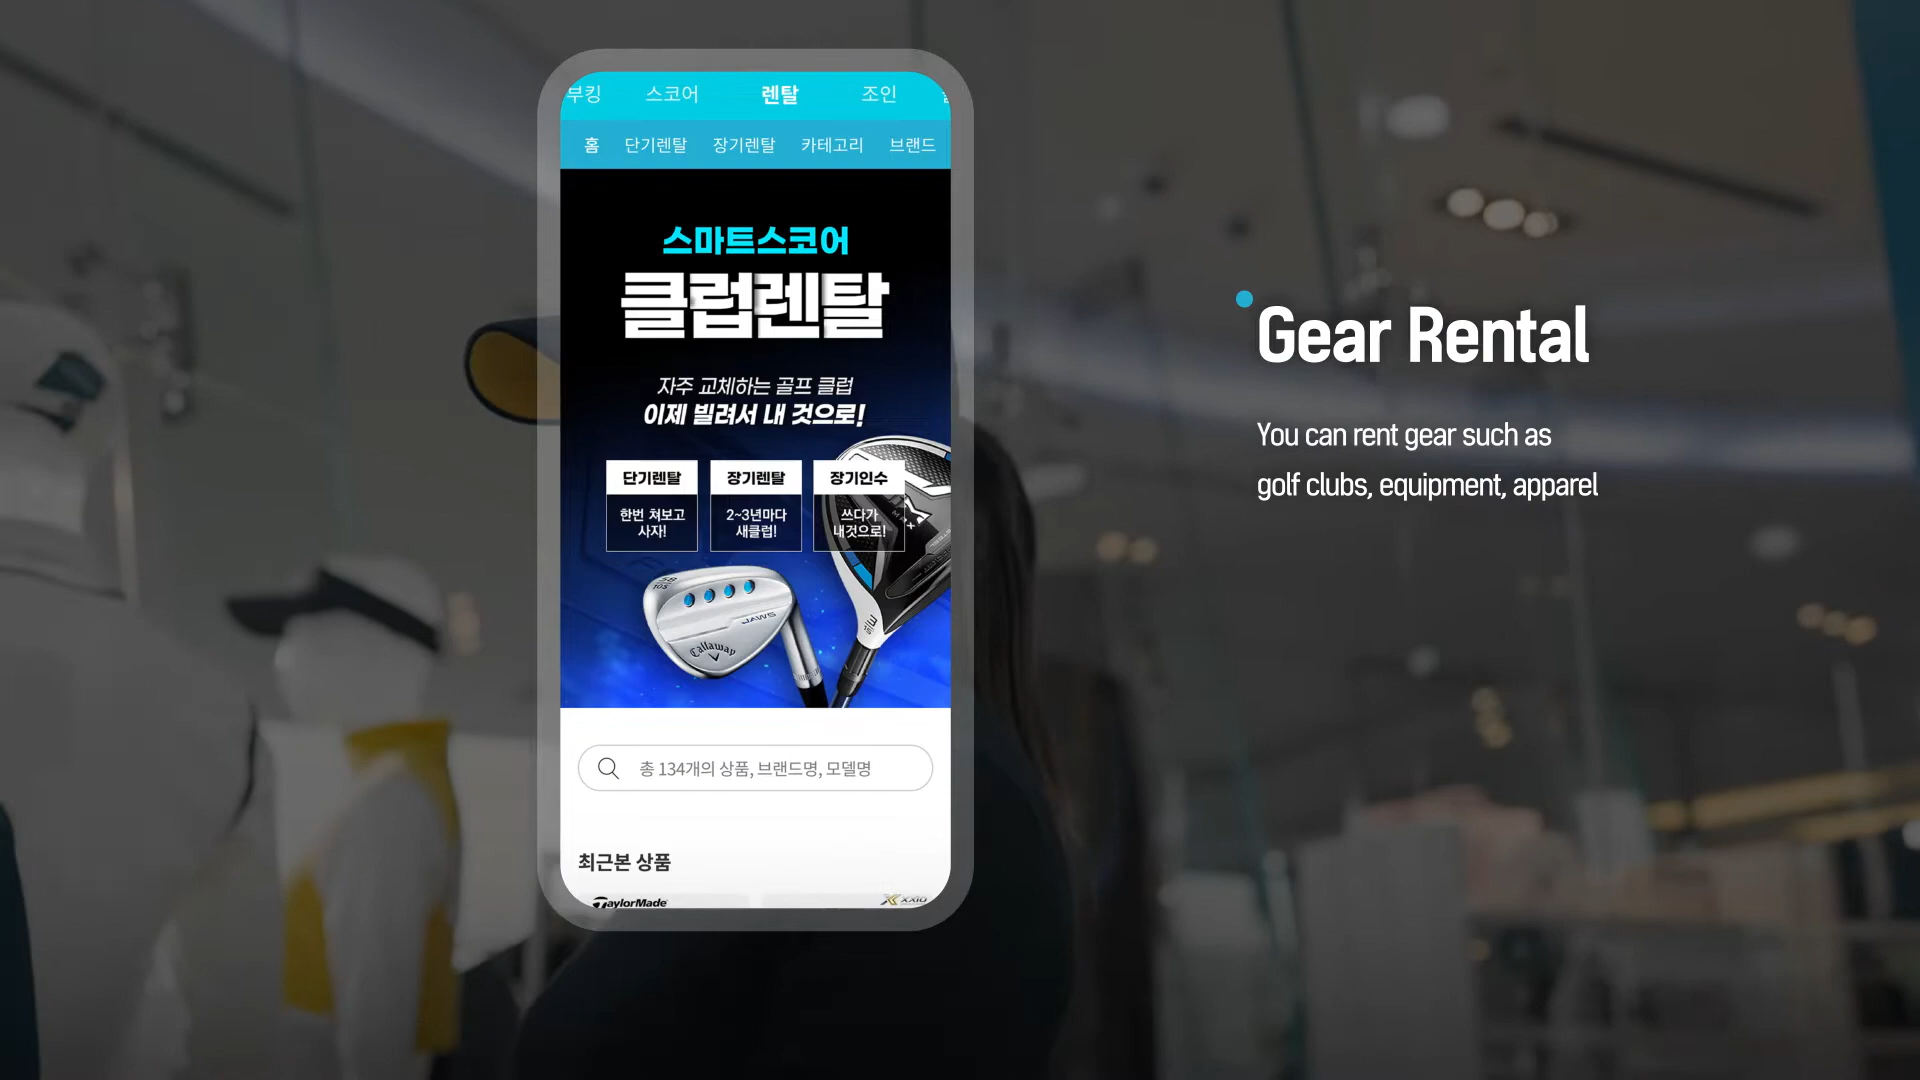 부킹 스코어 렌탈 조인
홈 단기렌탈 장기렌탈 카테고리 브랜드
스마트스코어
클럽렌탈
자주 교체하는 골프 클럽
이제 빌려서 내 것으로!
단기렌탈 장기렌탈 장기인수
한번 쳐보고 2~3년마다 쓰다가
사자! 새클럽! 내것으로!
58
105
JAWS
Callaway
총 134개의 상품, 브랜드명, 모델명
최근본 상품
TaylorMade XXIO
Gear Rental
You can rent gear such as
golf clubs, equipment, apparel